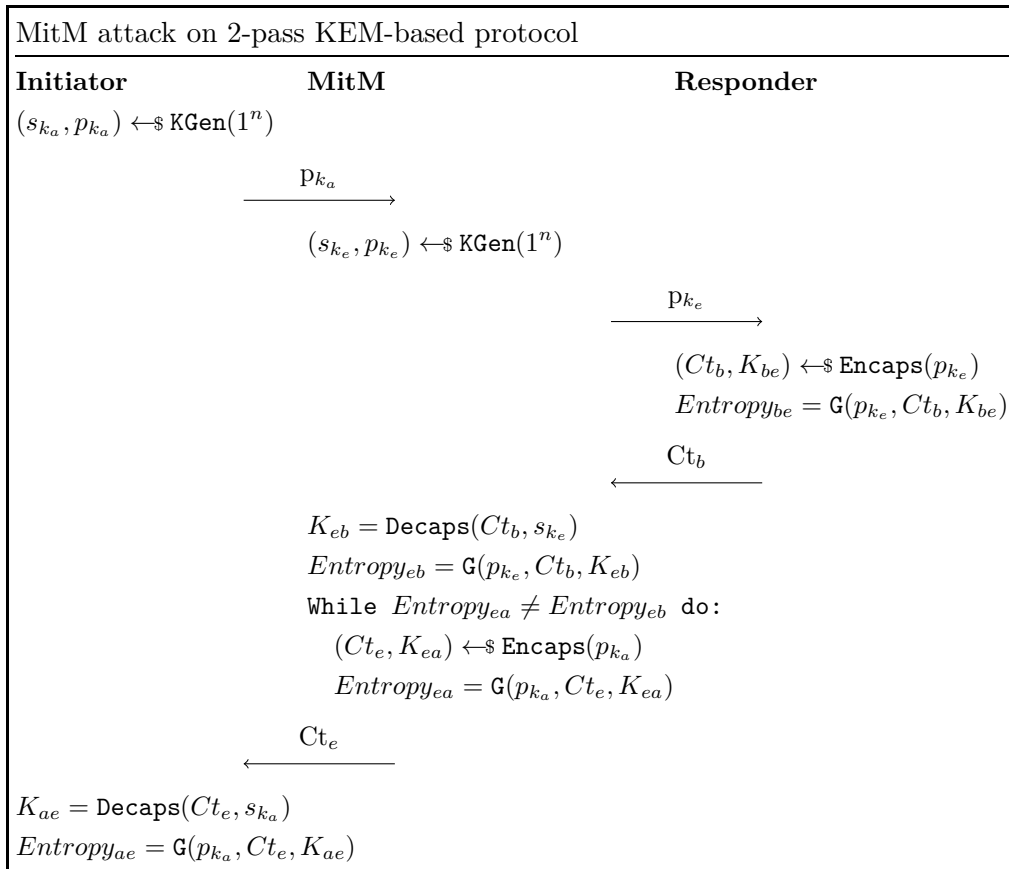 MitM attack on 2-pass KEM-based protocol
Initiator MitM Responder
(s_{k_a}, p_{k_a}) ←$ KGen(1^n)
p_{k_a}
(s_{k_e}, p_{k_e}) ←$ KGen(1^n)
p_{k_e}
(Ct_b, K_{be}) ←$ Encaps(p_{k_e})
Entropy_{be} = G(p_{k_e}, Ct_b, K_{be})
Ct_b
K_{eb} = Decaps(Ct_b, s_{k_e})
Entropy_{eb} = G(p_{k_e}, Ct_b, K_{eb})
While Entropy_{ea} ≠ Entropy_{eb} do:
(Ct_e, K_{ea}) ←$ Encaps(p_{k_a})
Entropy_{ea} = G(p_{k_a}, Ct_e, K_{ea})
Ct_e
K_{ae} = Decaps(Ct_e, s_{k_a})
Entropy_{ae} = G(p_{k_a}, Ct_e, K_{ae})